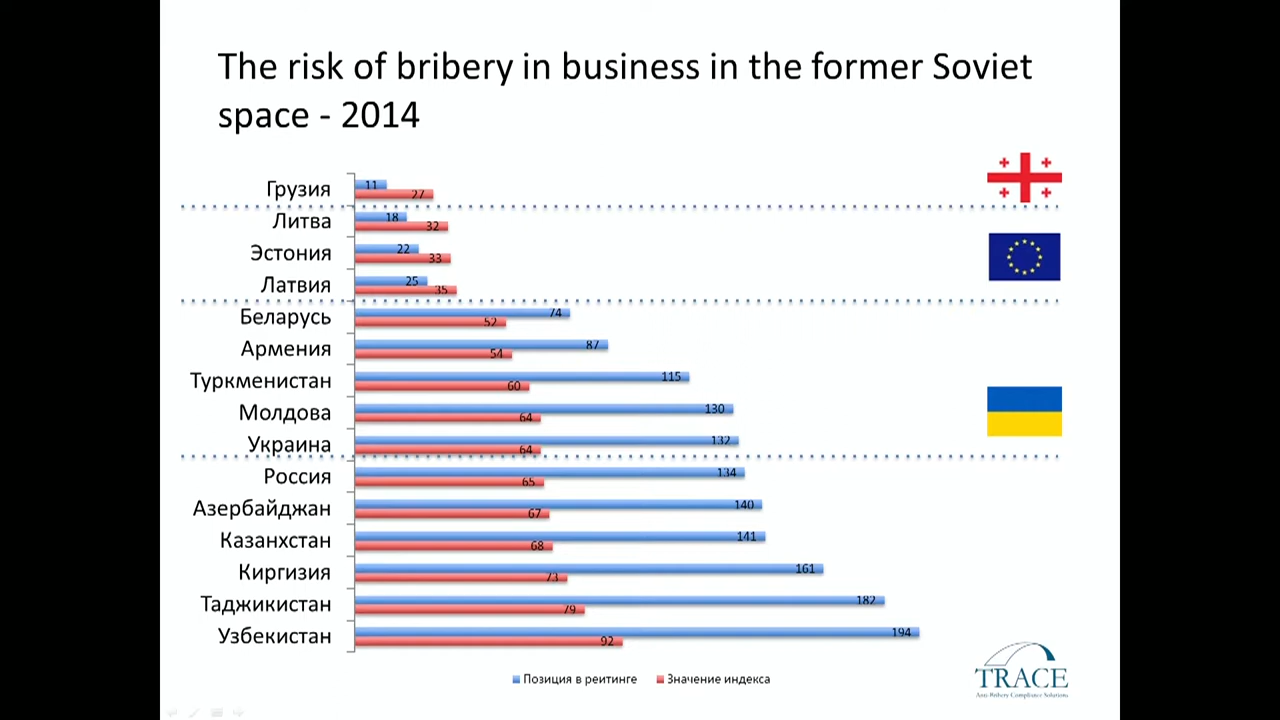 The risk of bribery in business in the former Soviet
space - 2014
Грузия 11 27
Литва 18 32
Эстония 22 33
Латвия 25 35
Беларусь 74 52
Армения 87 54
Туркменистан 115 60
Молдова 130 64
Украина 132 64
Россия 134 65
Азербайджан 140 67
Казанхстан 141 68
Киргизия 161 73
Таджикистан 182 79
Узбекистан 194 92
Позиция в рейтинге Значение индекса
TRACE
Anti-Bribery Compliance Solutions